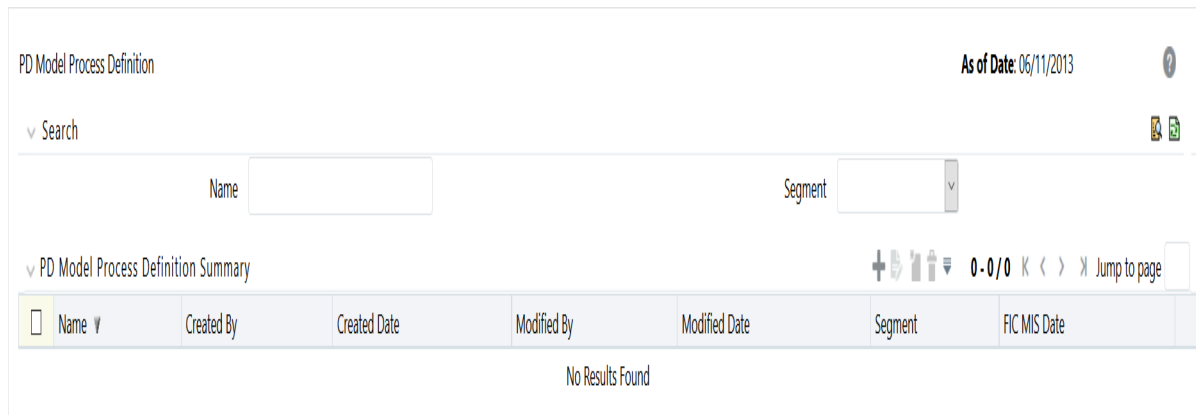 PD Model Process Definition As of Date: 06/11/2013 ?
Search
Name Segment
PD Model Process Definition Summary 0 - 0 / 0 Jump to page
Name Created By Created Date Modified By Modified Date Segment FIC MIS Date
No Results Found